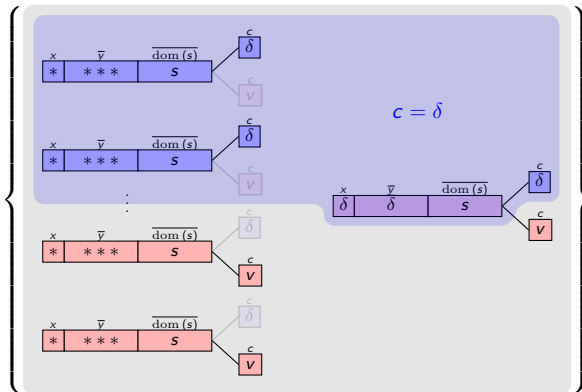 x y̅ dom (s)̅ c
* * * * s δ
c
v
c = δ
x y̅ dom (s)̅ c
* * * * s δ
c
v
⋮
x y̅ dom (s)̅ c
δ δ s δ
c
v
x y̅ dom (s)̅ c
* * * * s δ
c
v
x y̅ dom (s)̅ c
* * * * s δ
c
v